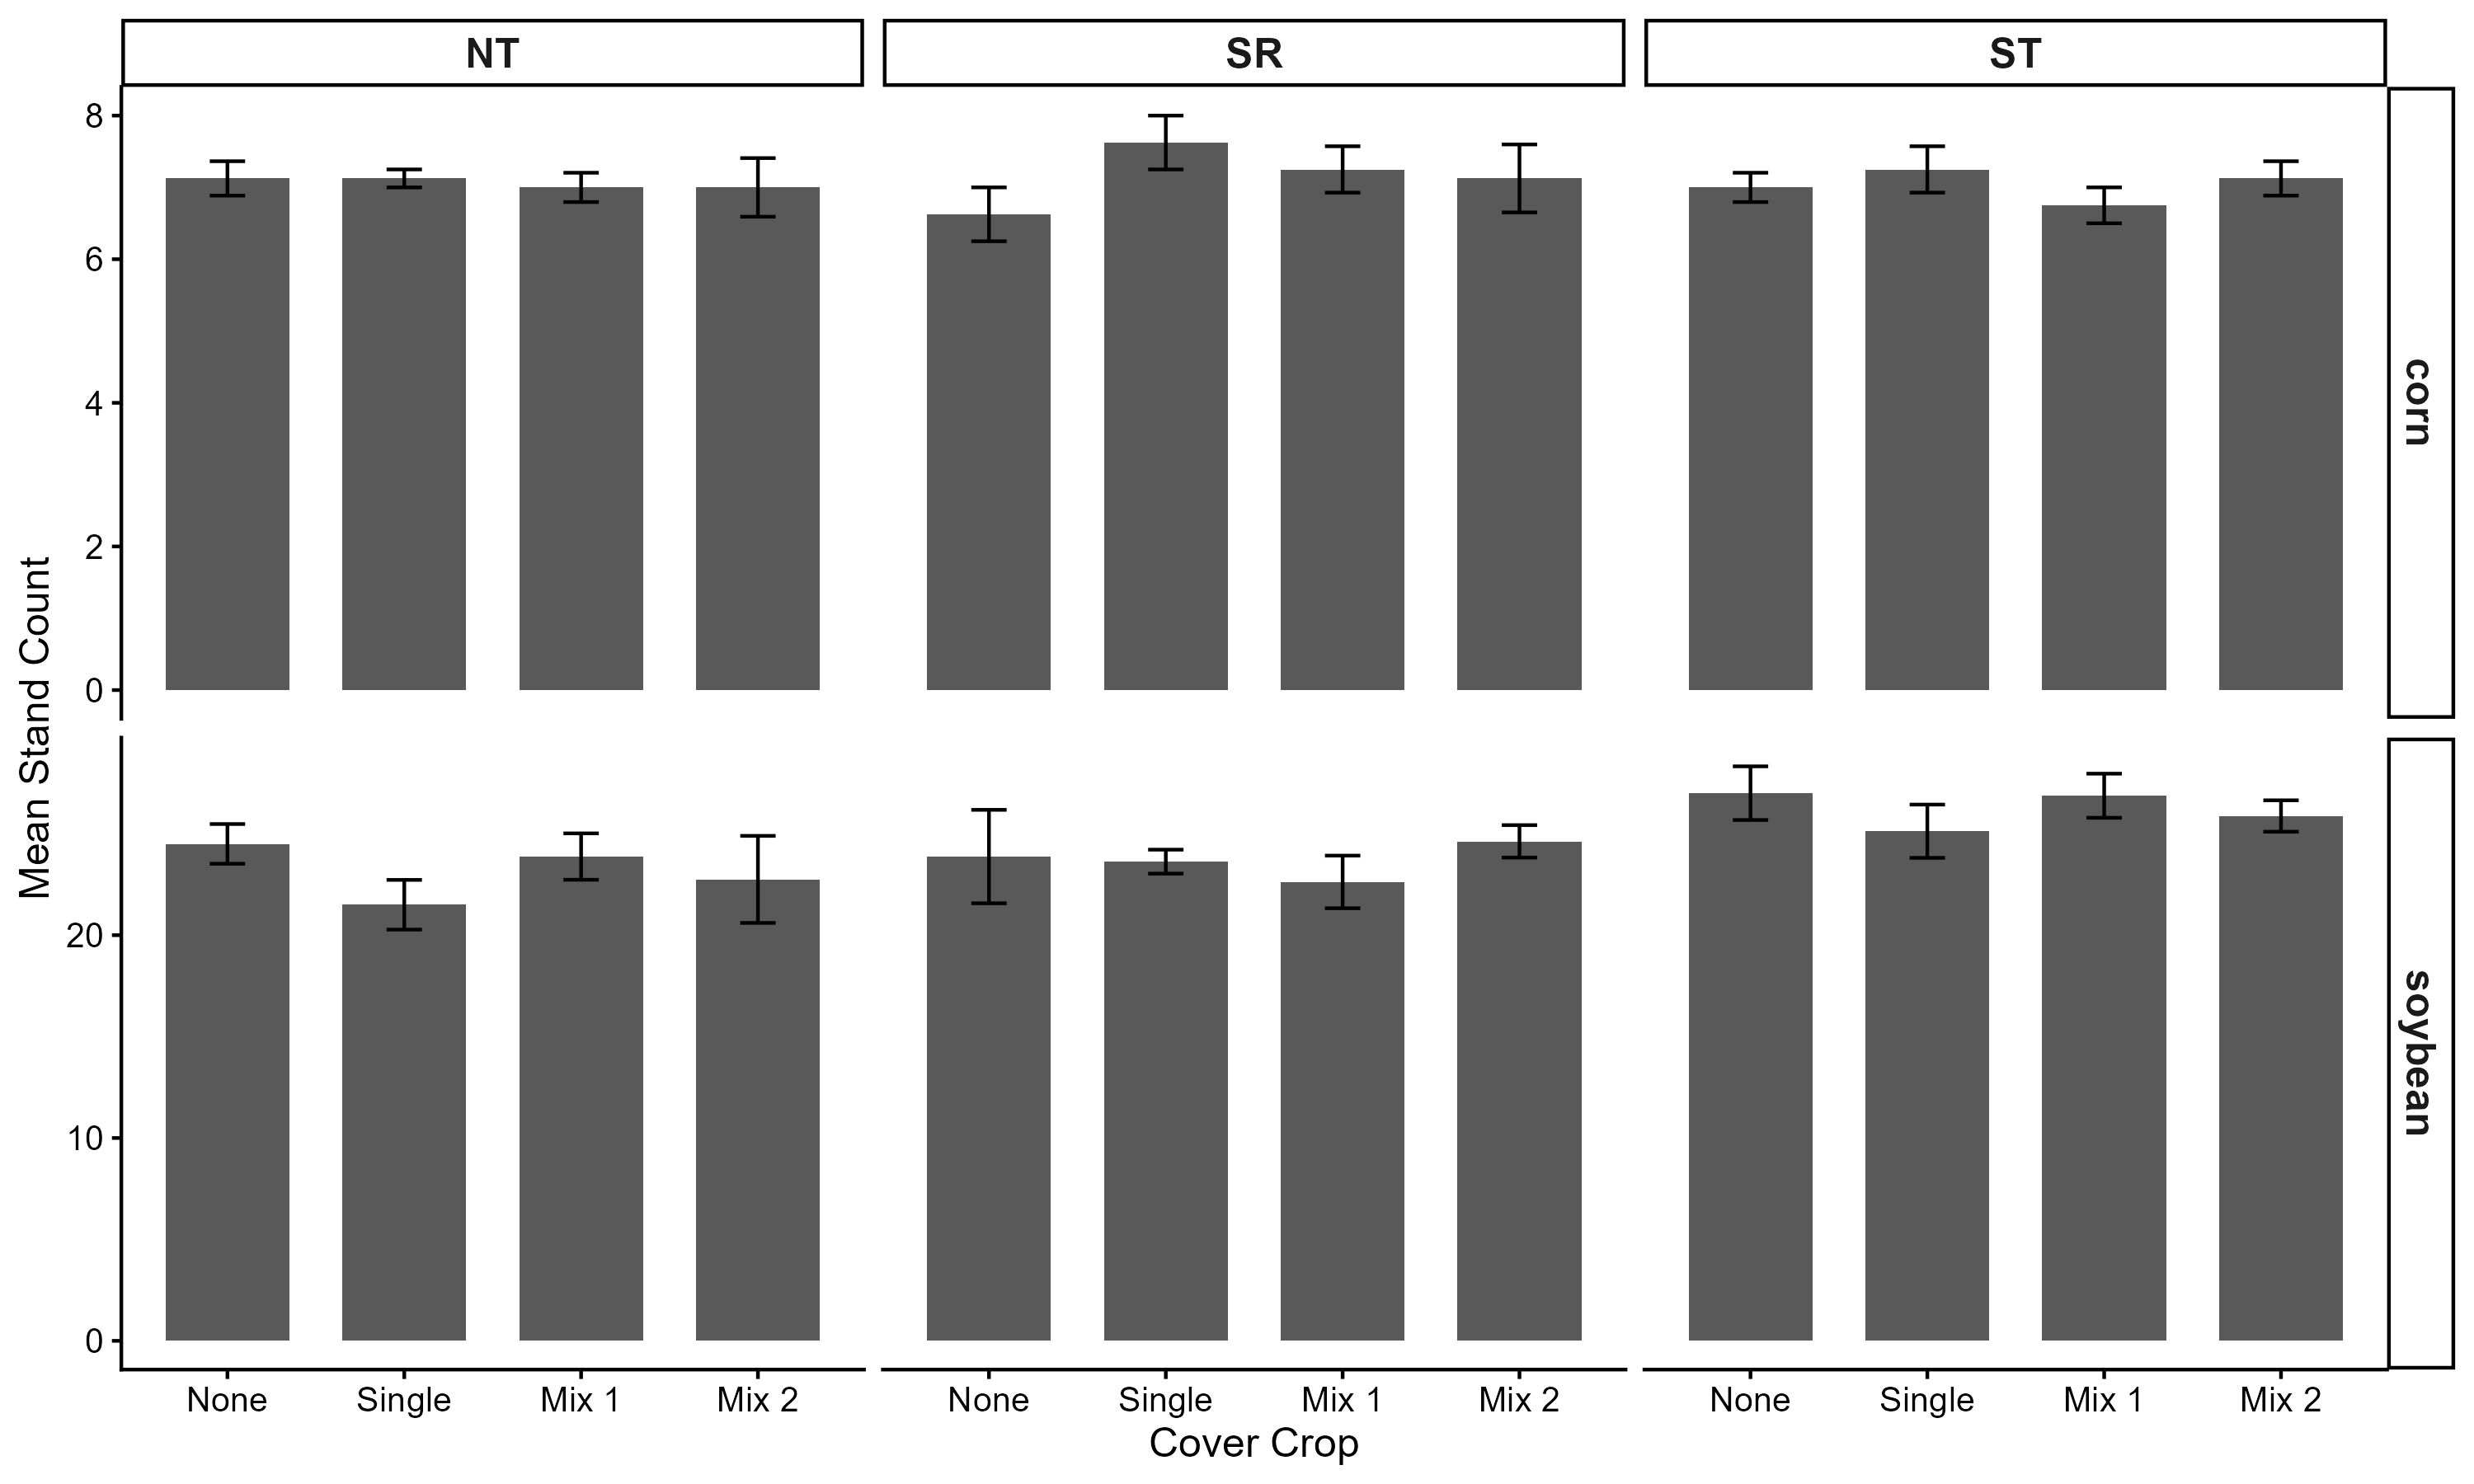 NT SR ST
8
6
4
2
0
corn
Mean Stand Count
20
10
0
soybean
None Single Mix 1 Mix 2 None Single Mix 1 Mix 2 None Single Mix 1 Mix 2
Cover Crop